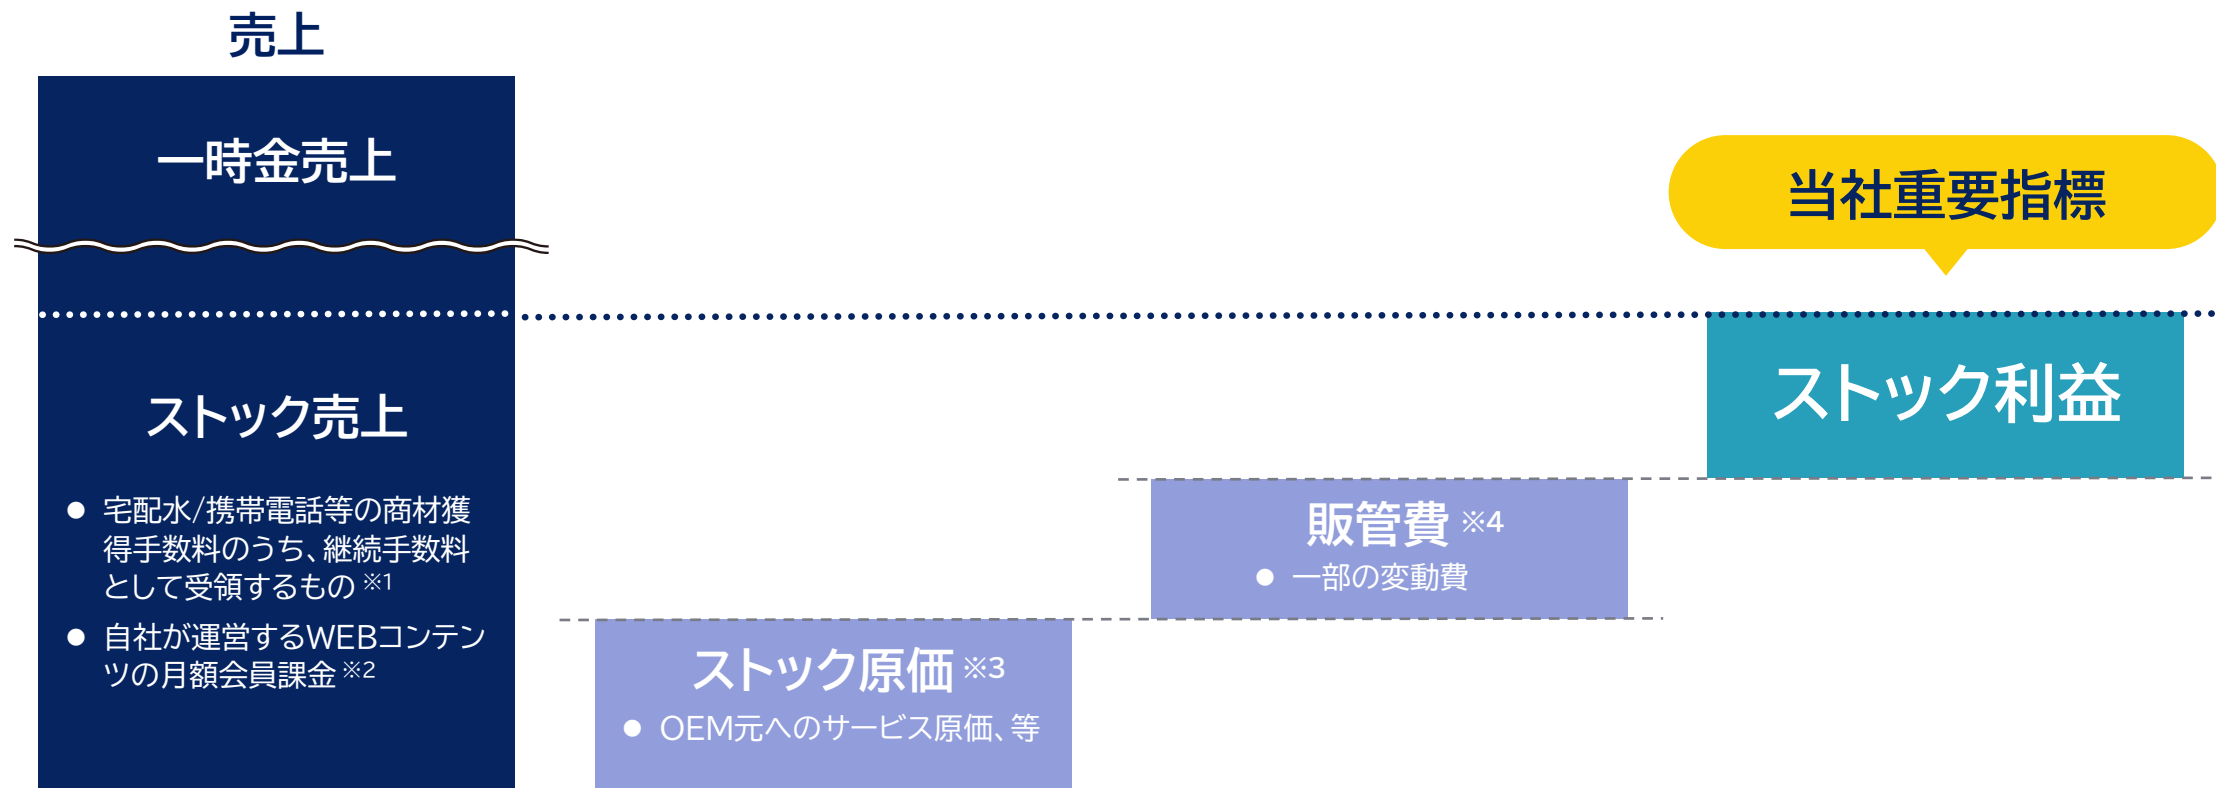 売上
一時金売上
ストック売上
● 宅配水/携帯電話等の商材獲
得手数料のうち、継続手数料
として受領するもの ※1
● 自社が運営するWEBコンテン
ツの月額会員課金 ※2
ストック原価 ※3
● OEM元へのサービス原価、等
販管費 ※4
● 一部の変動費
当社重要指標
ストック利益